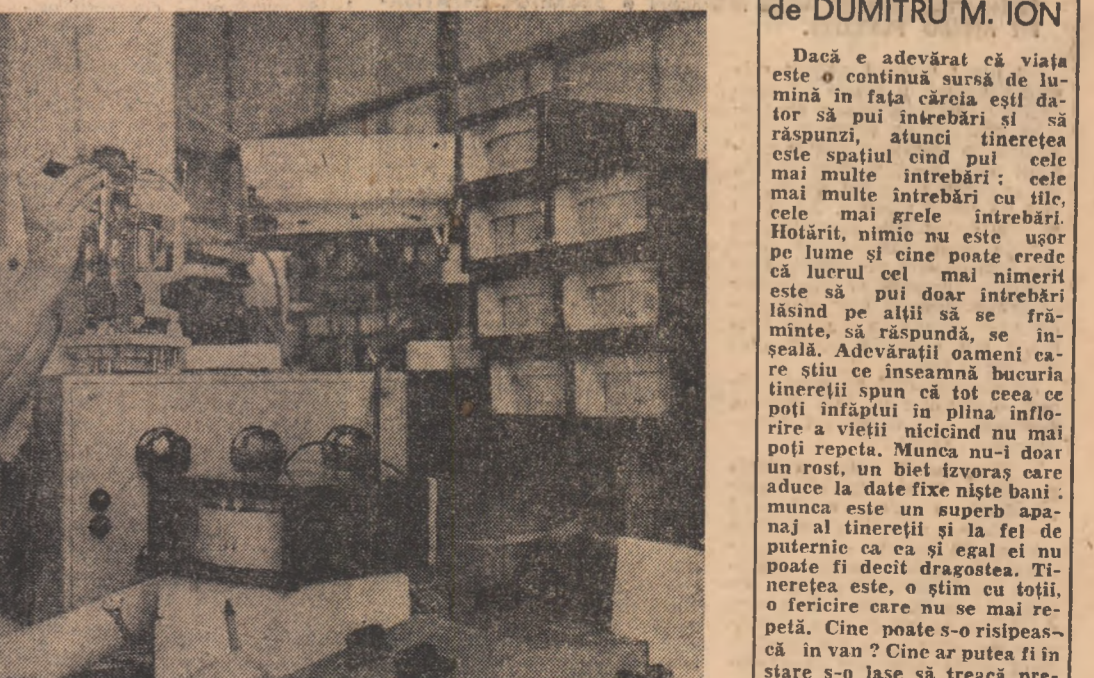 de DUMITRU M. ION
Dacă e adevărat că viața
este o continuă sursă de lu-
mină în fața căreia ești da-
tor să pui întrebări și să
răspunzi, atunci tinerețea
este spațiul cind pui cele
mai multe intrebări : cele
mai multe întrebări cu tilc,
cele mai grele întrebări.
Hotărit, nimic nu este ușor
pe lume și cine poate crede
că lucrul cel mai nimerit
este să pui doar întrebări
lăsind pe alții să se fră-
minte, să răspundă, se în-
șeală. Adevărații oameni ca-
re știu ce înseamnă bucuria
tinereții spun că tot ceea ce
poți înfăptui in plina înflo-
rire a vieții nicicind nu mai
poți repeta. Munca nu-i doar
un rost, un biet izvoraș care
aduce la date fixe niște bani :
munca este un superb apa-
naj al tinereții și la fel de
puternic ca ea și egal ei nu
poate fi decit dragostea. Ti-
nerețea este, o știm cu toții,
o fericire care nu se mai re-
petă. Cine poate s-o risipeas-
că în van ? Cine ar putea fi în
stare s-o lase să treacă pre-